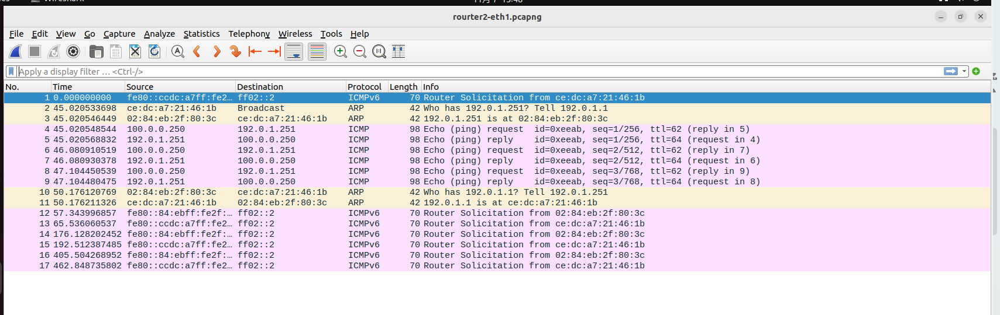 Wireshark
11月 7 15:48
rourter2-eth1.pcapng
File Edit View Go Capture Analyze Statistics Telephony Wireless Tools Help
Apply a display filter … <Ctrl-/>
No. Time Source Destination Protocol Length Info
1 0.000000000 fe80::ccdc:a7ff:fe2… ff02::2 ICMPv6 70 Router Solicitation from ce:dc:a7:21:46:1b
2 45.020533698 ce:dc:a7:21:46:1b Broadcast ARP 42 Who has 192.0.1.251? Tell 192.0.1.1
3 45.020546449 02:84:eb:2f:80:3c ce:dc:a7:21:46:1b ARP 42 192.0.1.251 is at 02:84:eb:2f:80:3c
4 45.020548544 100.0.0.250 192.0.1.251 ICMP 98 Echo (ping) request id=0xeeab, seq=1/256, ttl=62 (reply in 5)
5 45.020568832 192.0.1.251 100.0.0.250 ICMP 98 Echo (ping) reply id=0xeeab, seq=1/256, ttl=64 (request in 4)
6 46.080910519 100.0.0.250 192.0.1.251 ICMP 98 Echo (ping) request id=0xeeab, seq=2/512, ttl=62 (reply in 7)
7 46.080930378 192.0.1.251 100.0.0.250 ICMP 98 Echo (ping) reply id=0xeeab, seq=2/512, ttl=64 (request in 6)
8 47.104450539 100.0.0.250 192.0.1.251 ICMP 98 Echo (ping) request id=0xeeab, seq=3/768, ttl=62 (reply in 9)
9 47.104480475 192.0.1.251 100.0.0.250 ICMP 98 Echo (ping) reply id=0xeeab, seq=3/768, ttl=64 (request in 8)
10 50.176120769 02:84:eb:2f:80:3c ce:dc:a7:21:46:1b ARP 42 Who has 192.0.1.1? Tell 192.0.1.251
11 50.176211326 ce:dc:a7:21:46:1b 02:84:eb:2f:80:3c ARP 42 192.0.1.1 is at ce:dc:a7:21:46:1b
12 57.343996857 fe80::84:ebff:fe2f:… ff02::2 ICMPv6 70 Router Solicitation from 02:84:eb:2f:80:3c
13 65.536060537 fe80::ccdc:a7ff:fe2… ff02::2 ICMPv6 70 Router Solicitation from ce:dc:a7:21:46:1b
14 176.128202452 fe80::84:ebff:fe2f:… ff02::2 ICMPv6 70 Router Solicitation from 02:84:eb:2f:80:3c
15 192.512387485 fe80::ccdc:a7ff:fe2… ff02::2 ICMPv6 70 Router Solicitation from ce:dc:a7:21:46:1b
16 405.504268952 fe80::84:ebff:fe2f:… ff02::2 ICMPv6 70 Router Solicitation from 02:84:eb:2f:80:3c
17 462.848735802 fe80::ccdc:a7ff:fe2… ff02::2 ICMPv6 70 Router Solicitation from ce:dc:a7:21:46:1b